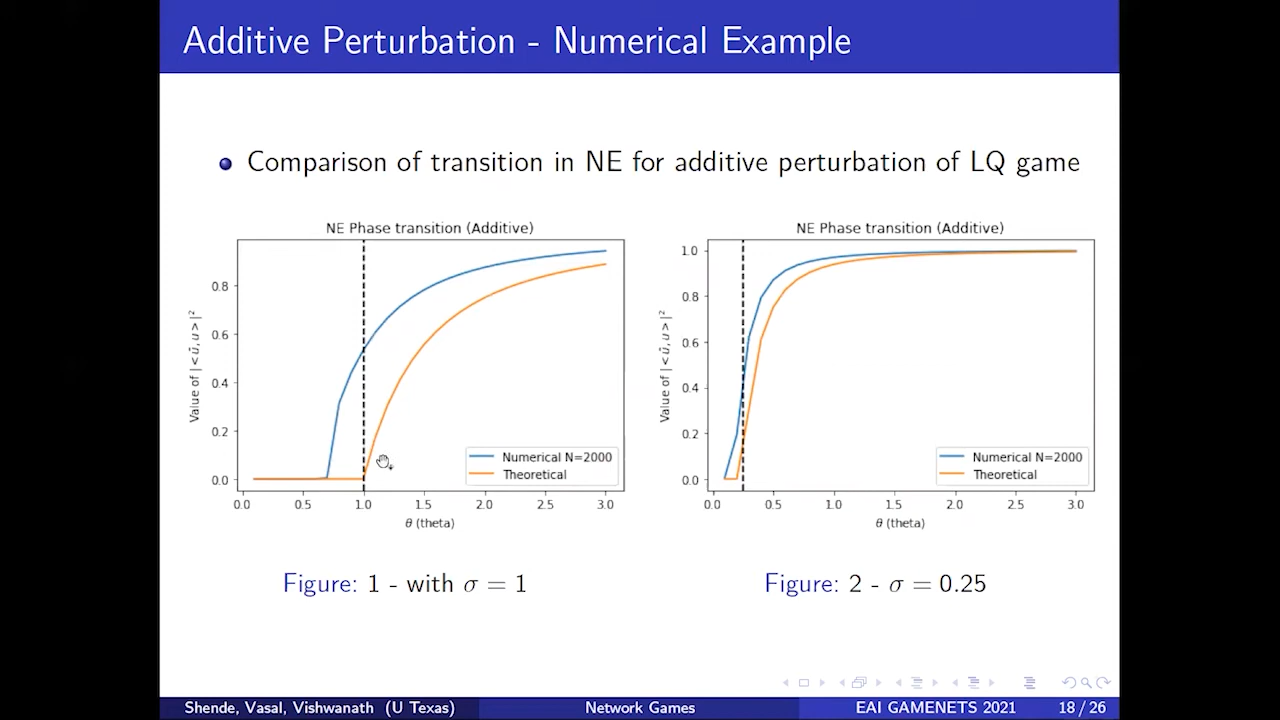 Additive Perturbation - Numerical Example
Comparison of transition in NE for additive perturbation of LQ game
NE Phase transition (Additive)
Value of |< û, u >|²
0.8
0.6
0.4
0.2
0.0
0.0 0.5 1.0 1.5 2.0 2.5 3.0
θ (theta)
Numerical N=2000
Theoretical
Figure: 1 - with σ = 1
NE Phase transition (Additive)
Value of |< û, u >|²
1.0
0.8
0.6
0.4
0.2
0.0
0.0 0.5 1.0 1.5 2.0 2.5 3.0
θ (theta)
Numerical N=2000
Theoretical
Figure: 2 - σ = 0.25
Shende, Vasal, Vishwanath (U Texas) Network Games EAI GAMENETS 2021 18 / 26